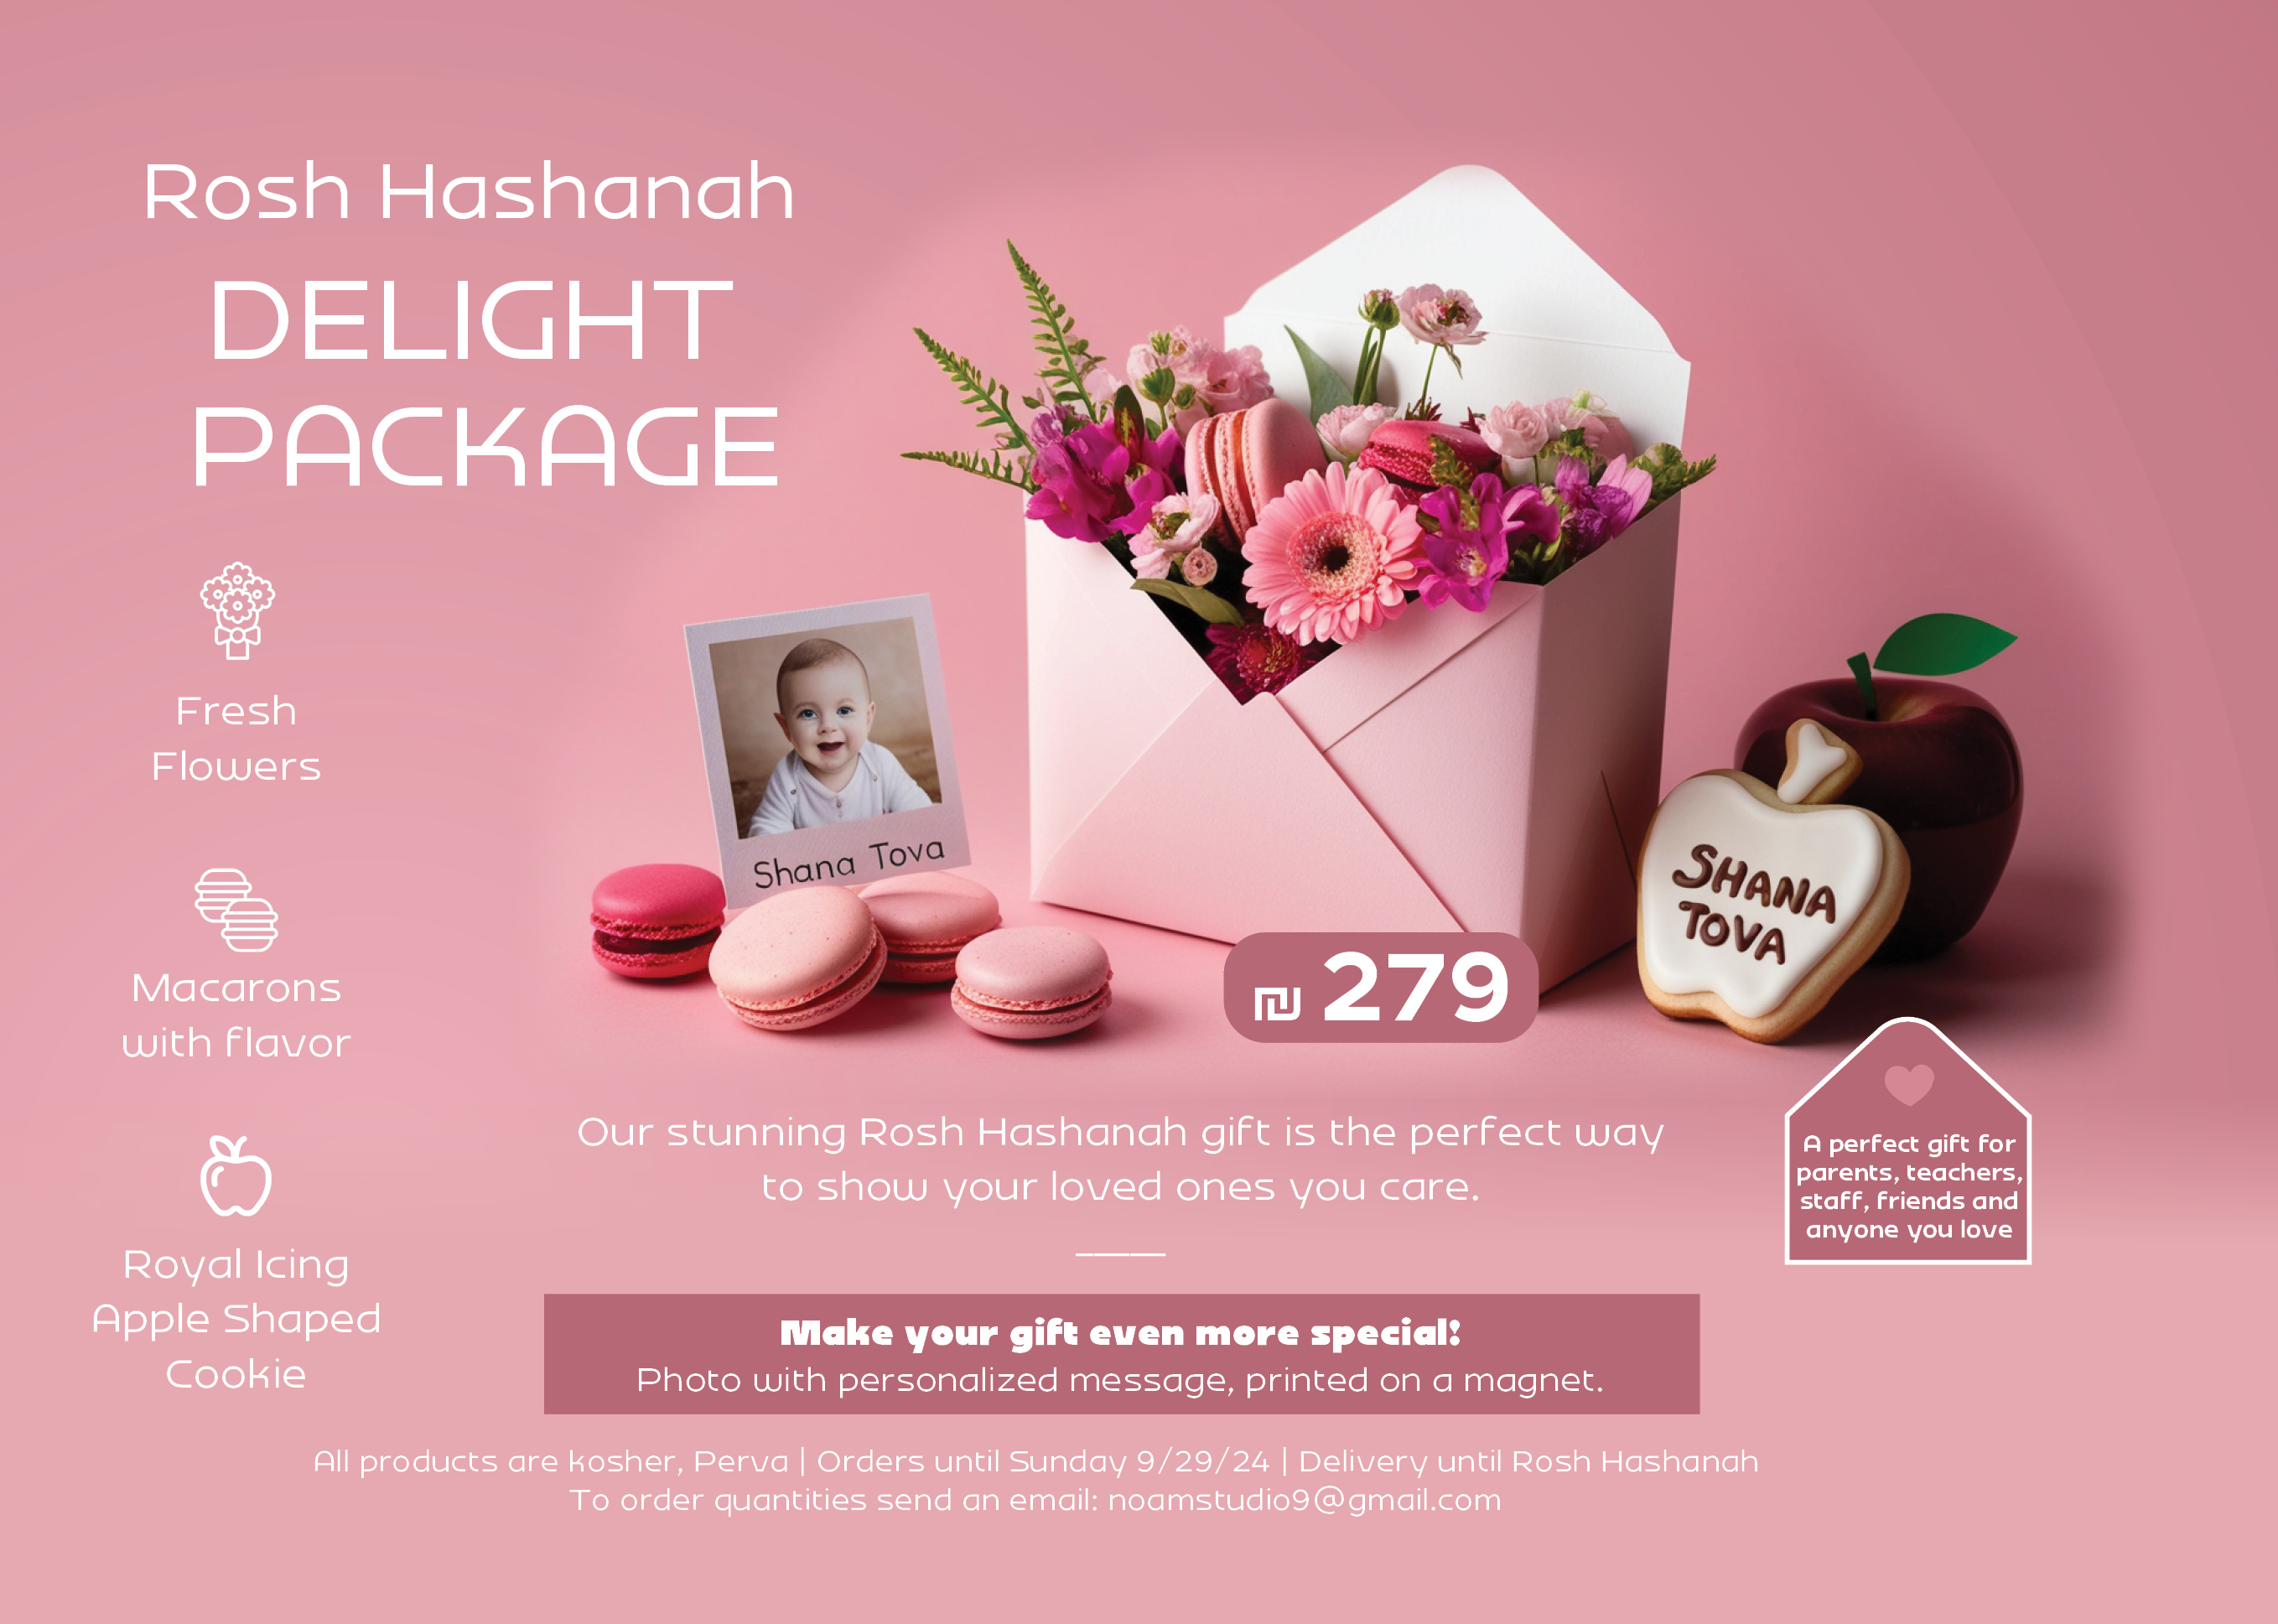 Rosh Hashanah
DELIGHT
PACKAGE
Fresh
Flowers
Macarons
with flavor
Royal Icing
Apple Shaped
Cookie
Shana Tova
SHANA
TOVA
₪ 279
Our stunning Rosh Hashanah gift is the perfect way
to show your loved ones you care.
A perfect gift for
parents, teachers,
staff, friends and
anyone you love
Make your gift even more special!
Photo with personalized message, printed on a magnet.
All products are kosher, Perva | Orders until Sunday 9/29/24 | Delivery until Rosh Hashanah
To order quantities send an email: noamstudio9@gmail.com